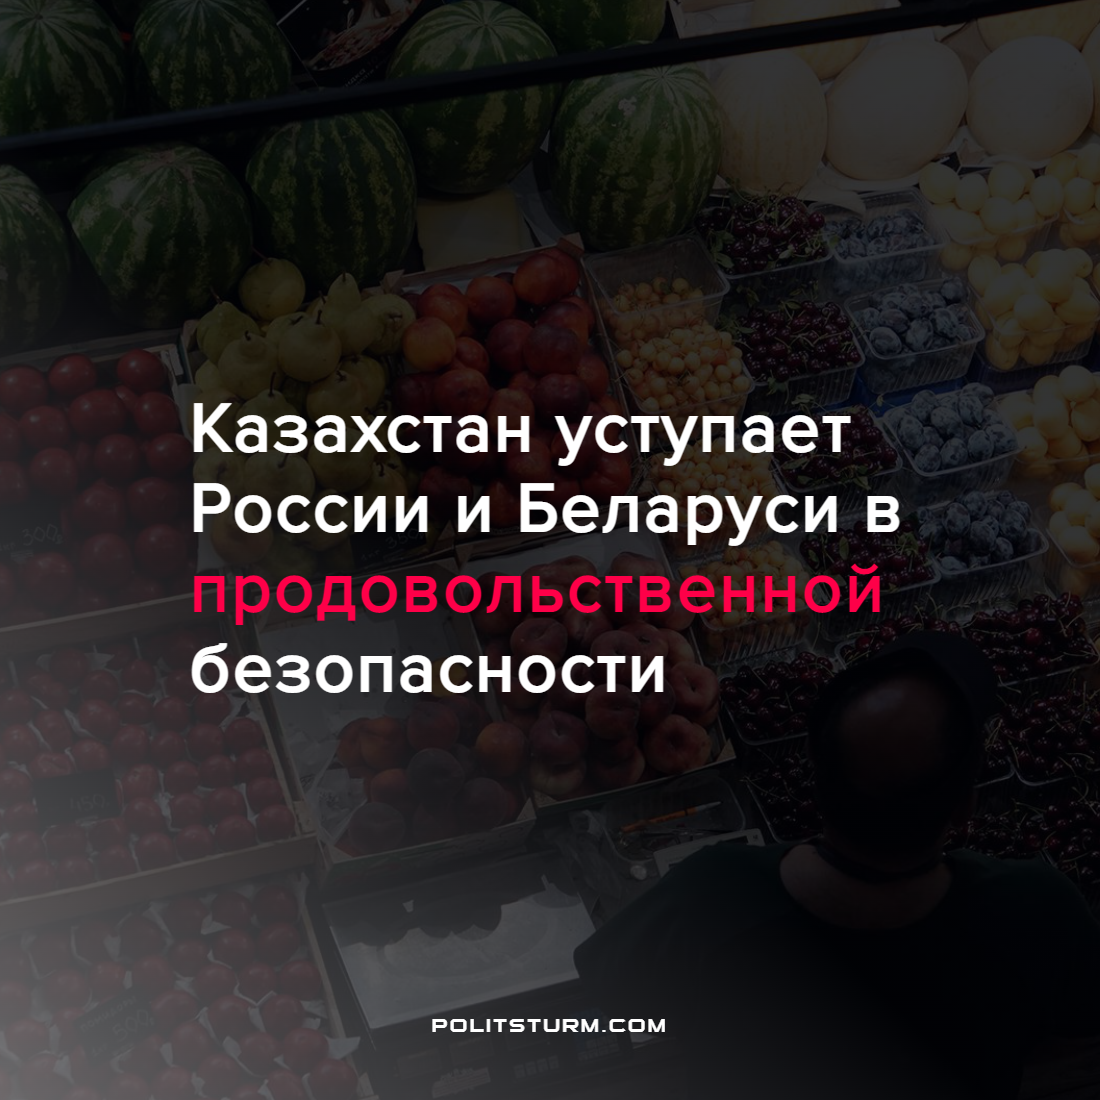 Казахстан уступает
России и Беларуси в
продовольственной
безопасности
POLITSTURM.COM